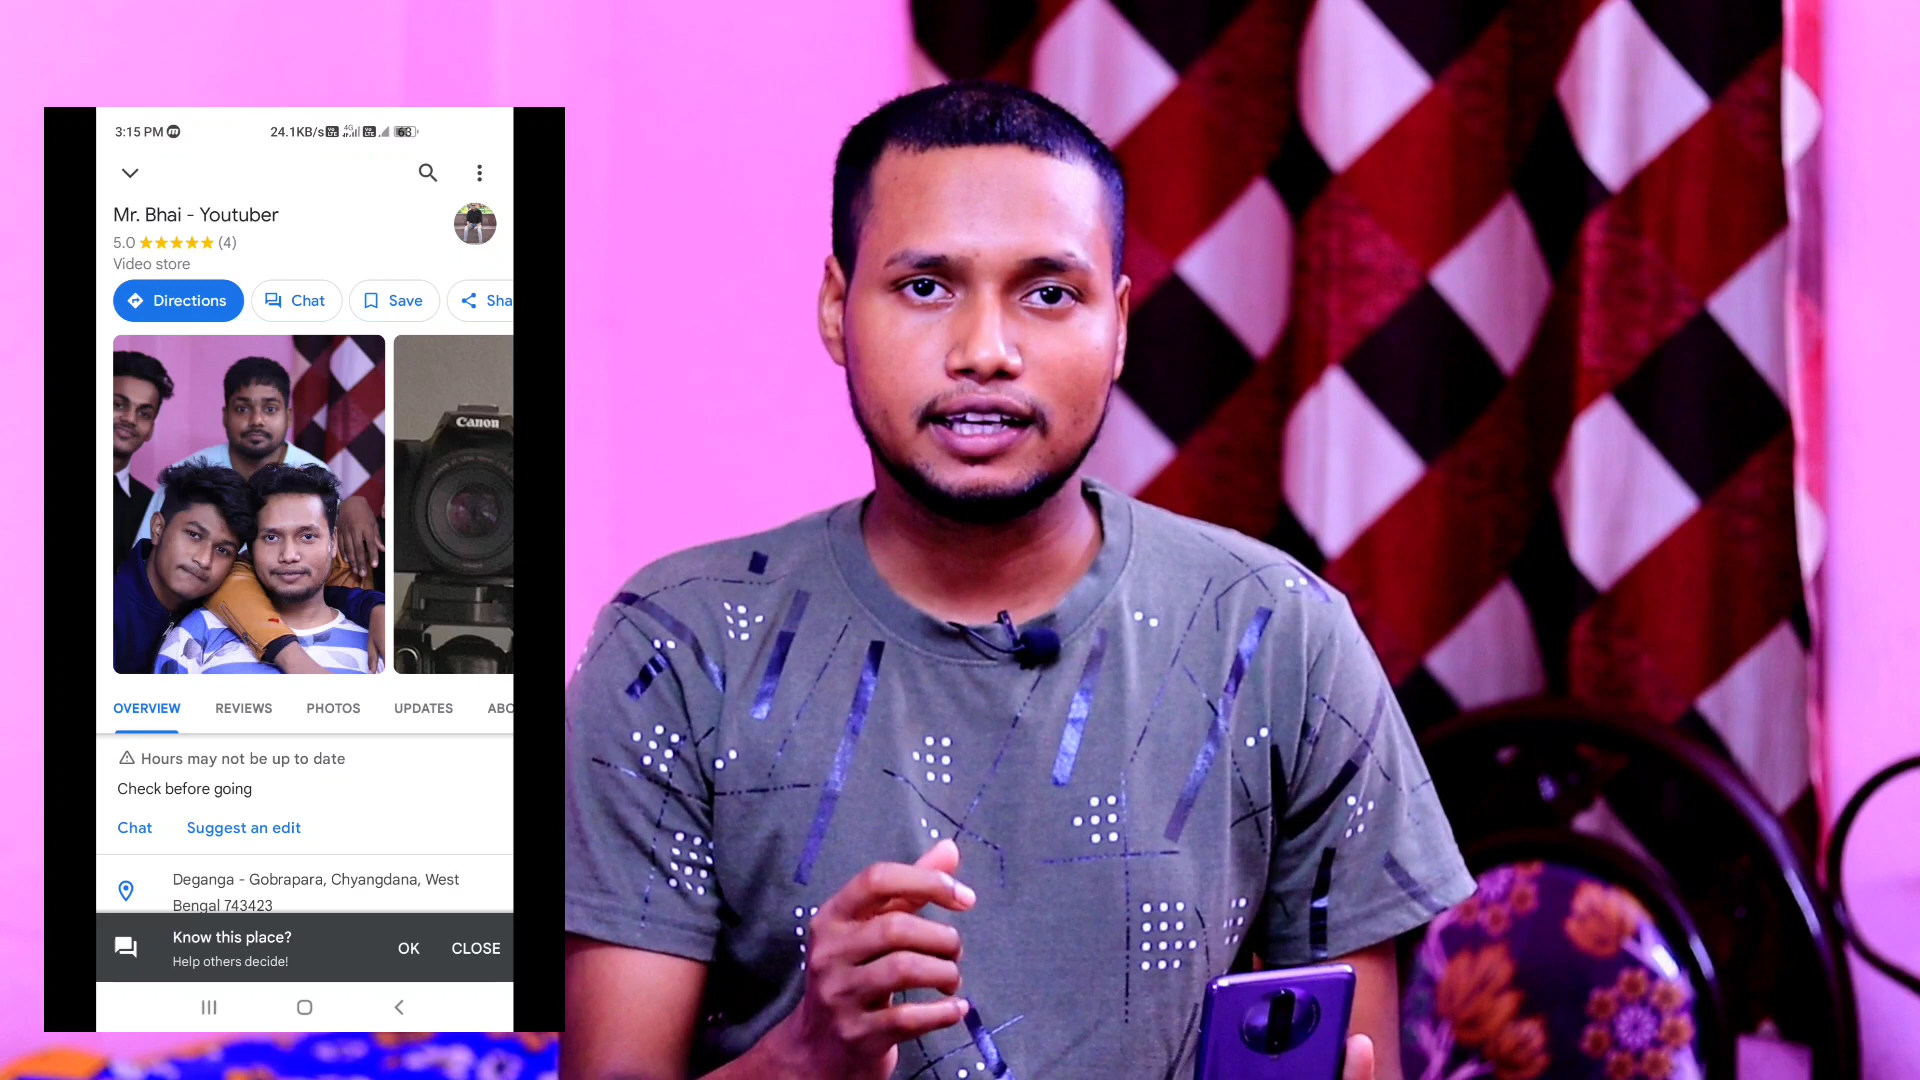 3:15 PM
24.1KB/s
4G
63
Mr. Bhai - Youtuber
5.0 ★★★★★ (4)
Video store
Directions
Chat
Save
Sha
Canon
OVERVIEW
REVIEWS
PHOTOS
UPDATES
ABO
Hours may not be up to date
Check before going
Chat
Suggest an edit
Deganga - Gobrapara, Chyangdana, West
Bengal 743423
Know this place?
OK
CLOSE
Help others decide!